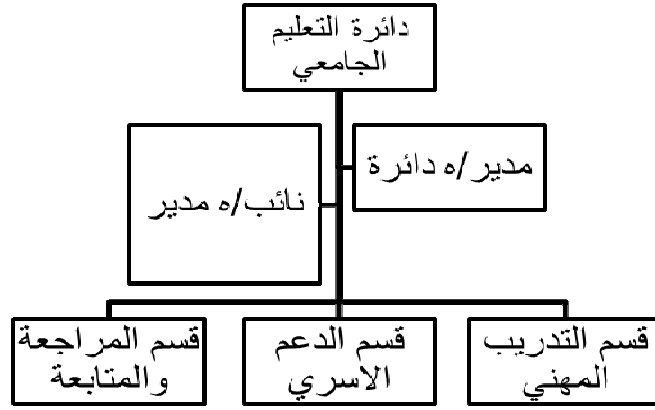 دائرة التعليم
الجامعي
مدير/ه دائرة
نائب/ه مدير
قسم التدريب
المهني
قسم الدعم
الاسري
قسم المراجعة
والمتابعة